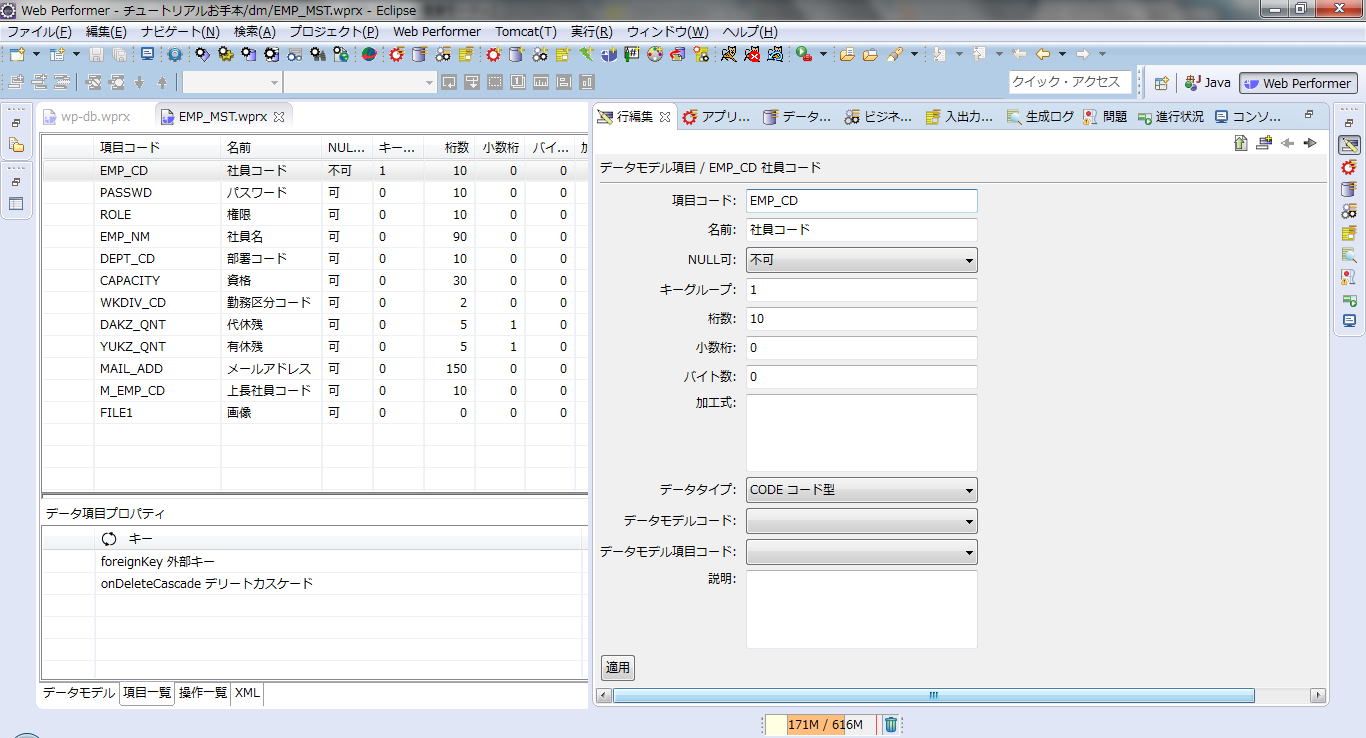 Web Performer - チュートリアルお手本/dm/EMP_MST.wprx - Eclipse
ファイル(F) 編集(E) ナビゲート(N) 検索(A) プロジェクト(P) Web Performer Tomcat(T) 実行(R) ウィンドウ(W) ヘルプ(H)
クイック・アクセス Java Web Performer
wp-db.wprx EMP_MST.wprx
項目コード 名前 NUL... キー... 桁数 小数桁 バイ...
EMP_CD 社員コード 不可 1 10 0 0
PASSWD パスワード 可 0 10 0 0
ROLE 権限 可 0 10 0 0
EMP_NM 社員名 可 0 90 0 0
DEPT_CD 部署コード 可 0 10 0 0
CAPACITY 資格 可 0 30 0 0
WKDIV_CD 勤務区分コード 可 0 2 0 0
DAKZ_QNT 代休残 可 0 5 1 0
YUKZ_QNT 有休残 可 0 5 1 0
MAIL_ADD メールアドレス 可 0 150 0 0
M_EMP_CD 上長社員コード 可 0 10 0 0
FILE1 画像 可 0 0 0 0
データ項目プロパティ
キー
foreignKey 外部キー
onDeleteCascade デリートカスケード
データモデル 項目一覧 操作一覧 XML
行編集 アプリ... データ... ビジネ... 入出力... 生成ログ 問題 進行状況 コンソ...
データモデル項目 / EMP_CD 社員コード
項目コード: EMP_CD
名前: 社員コード
NULL可: 不可
キーグループ: 1
桁数: 10
小数桁: 0
バイト数: 0
加工式:
データタイプ: CODE コード型
データモデルコード:
データモデル項目コード:
説明:
適用
171M / 616M